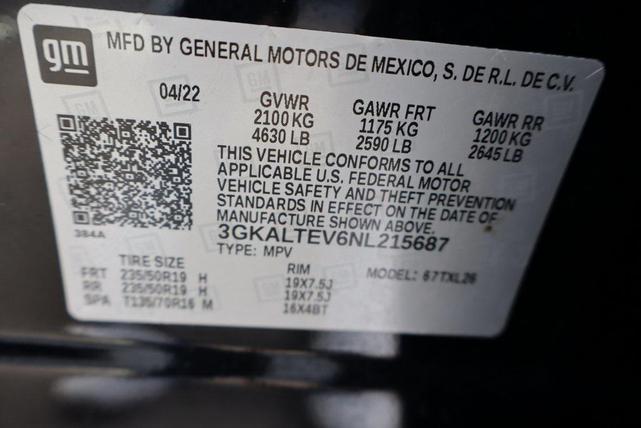 gm
MFD BY GENERAL MOTORS DE MEXICO, S. DE R.L. DE C.V.
04/22 GVWR GAWR FRT GAWR RR
2100 KG 1175 KG 1200 KG
4630 LB 2590 LB 2645 LB
THIS VEHICLE CONFORMS TO ALL
APPLICABLE U.S. FEDERAL MOTOR
VEHICLE SAFETY AND THEFT PREVENTION
STANDARDS IN EFFECT ON THE DATE OF
MANUFACTURE SHOWN ABOVE.
384A
3GKALTEV6NL215687
TYPE: MPV
TIRE SIZE RIM MODEL: 67TXL26
FRT 235/50R19 H 19X7.5J
RR 235/50R19 H 19X7.5J
SPA T135/70R16 M 16X4BT